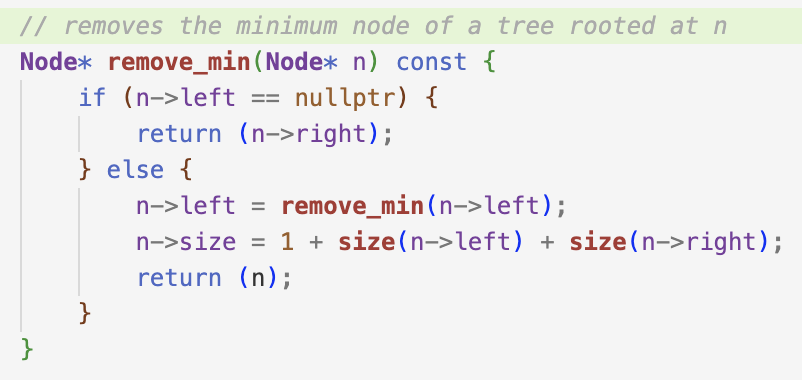 // removes the minimum node of a tree rooted at n
Node* remove_min(Node* n) const {
    if (n->left == nullptr) {
        return (n->right);
    } else {
        n->left = remove_min(n->left);
        n->size = 1 + size(n->left) + size(n->right);
        return (n);
    }
}